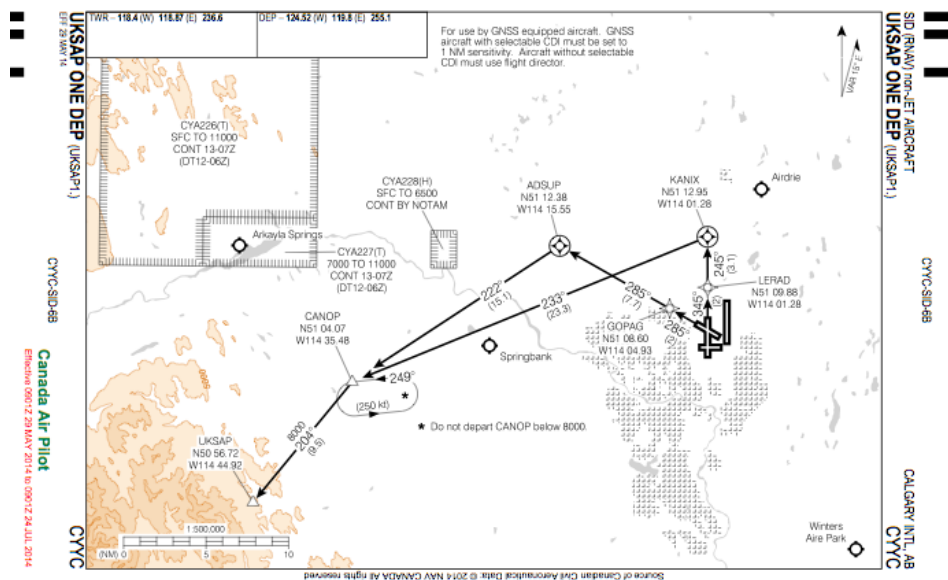 SID (RNAV) non-JET AIRCRAFT
UKSAP ONE DEP (UKSAP1.)
CYYC-SID-6B
CALGARY INTL, AB
CYYC
TWR – 118.4 (W) 118.87 (E) 236.6
DEP – 124.52 (W) 119.8 (E) 255.1
For use by GNSS equipped aircraft. GNSS
aircraft with selectable CDI must be set to
1 NM sensitivity. Aircraft without selectable
CDI must use flight director.
VAR 15° E
CYA226(T)
SFC TO 11000
CONT 13-07Z
(DT12-06Z)
Arkayla Springs
CYA227(T)
7000 TO 11000
CONT 13-07Z
(DT12-06Z)
CYA228(H)
SFC TO 6500
CONT BY NOTAM
ADSUP
N51 12.38
W114 15.55
KANIX
N51 12.95
W114 01.28
Airdrie
245°
(3.1)
LERAD
N51 09.88
W114 01.28
345°
(2)
285°
(7.7)
GOPAG
N51 08.60
W114 04.93
285°
(3)
222°
(15.1)
233°
(23.3)
CANOP
N51 04.07
W114 35.48
Springbank
249°
(250 kt)
*
* Do not depart CANOP below 8000.
8000
204°
(9.5)
UKSAP
N50 56.72
W114 44.92
5000
1:500,000
(NM) 0 5 10
Winters
Aire Park
EFF 29 MAY 14
UKSAP ONE DEP (UKSAP1.)
CYYC-SID-6B
CYYC
Canada Air Pilot
Effective 0901Z 29 MAY 2014 to 0901Z 24 JUL 2014
Source of Canadian Civil Aeronautical Data: © 2014 NAV CANADA All rights reserved